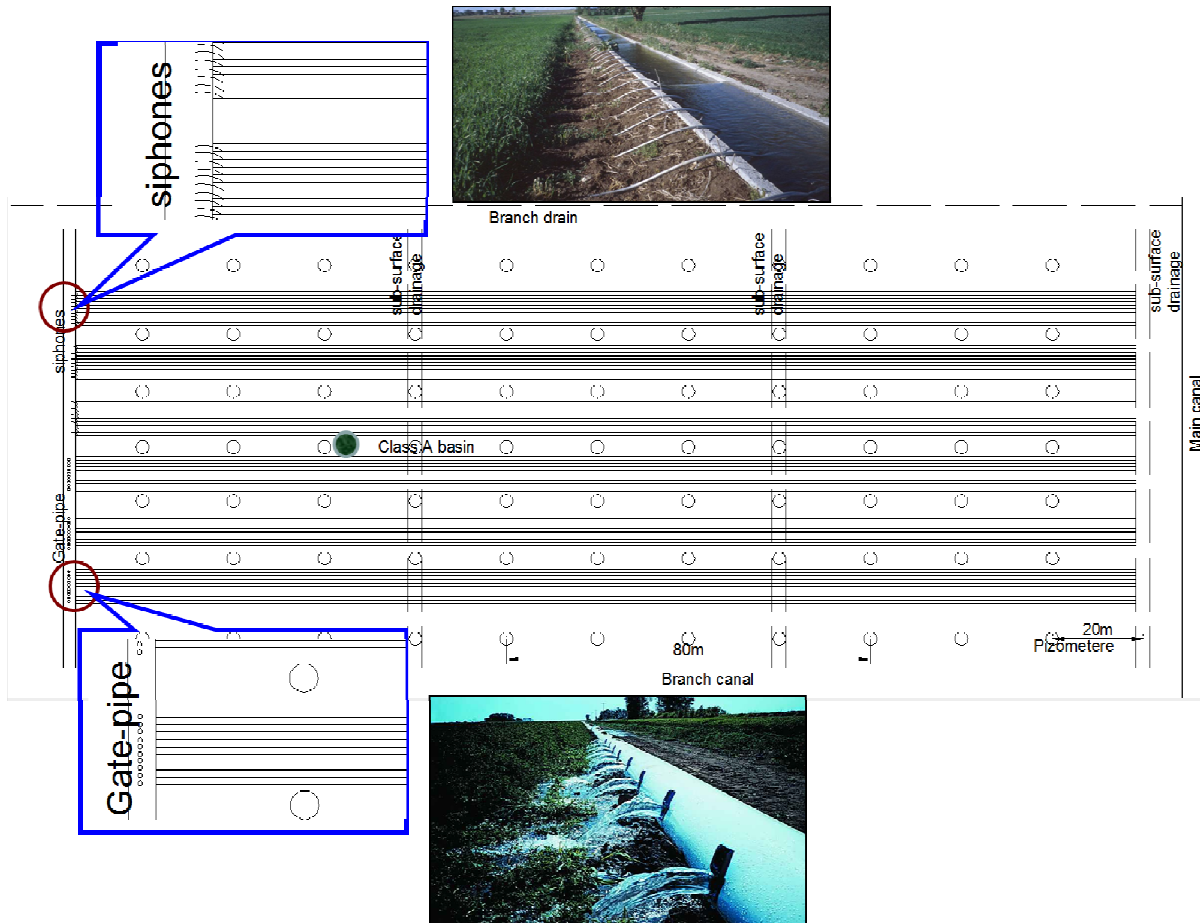 siphones
Branch drain
sub-surface
drainage
sub-surface
drainage
sub-surface
drainage
siphones
Main canal
Class A basin
Gate-pipe
20m
Pizometere
80m
Branch canal
Gate-pipe